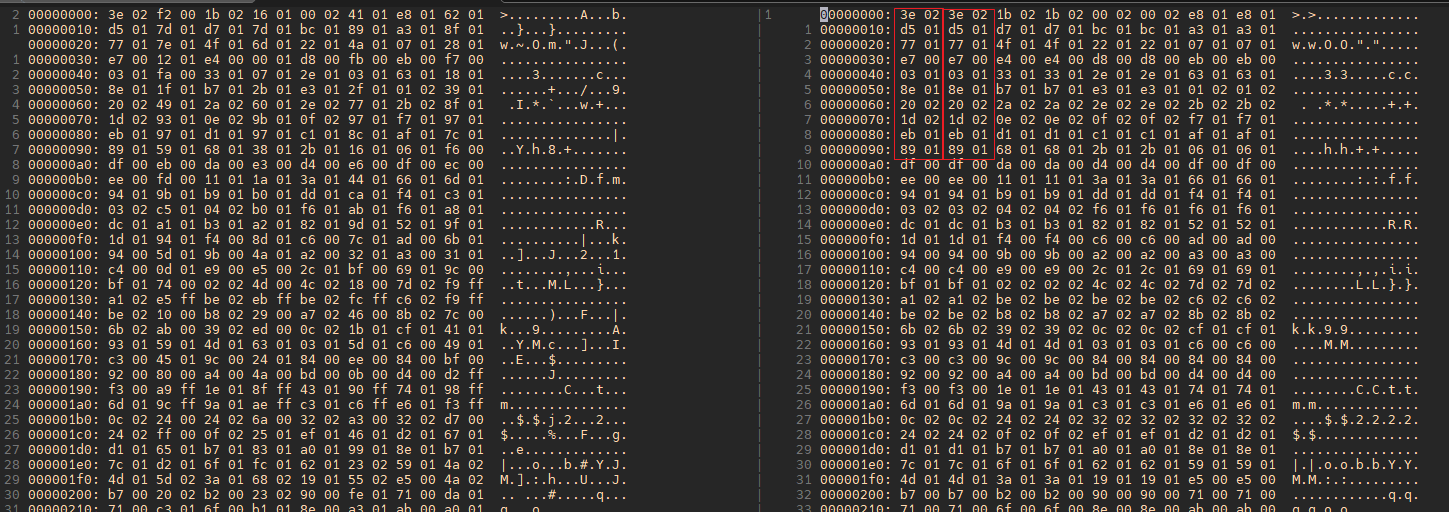 2 00000000: 3e 02 f2 00 1b 02 16 01 00 02 41 01 e8 01 62 01 >.........A...b.
1 00000010: d5 01 7d 01 d7 01 7d 01 bc 01 89 01 a3 01 8f 01 ..}...}.........
00000020: 77 01 7e 01 4f 01 6d 01 22 01 4a 01 07 01 28 01 w.~.O.m.".J...(.
1 00000030: e7 00 12 01 e4 00 00 01 d8 00 fb 00 eb 00 f7 00 ................
2 00000040: 03 01 fa 00 33 01 07 01 2e 01 03 01 63 01 18 01 ....3.......c...
3 00000050: 8e 01 1f 01 b7 01 2b 01 e3 01 2f 01 01 02 39 01 ......+.../...9.
4 00000060: 20 02 49 01 2a 02 60 01 2e 02 77 01 2b 02 8f 01  .I.*.`...w.+...
5 00000070: 1d 02 93 01 0e 02 9b 01 0f 02 97 01 f7 01 97 01 ................
6 00000080: eb 01 97 01 d1 01 97 01 c1 01 8c 01 af 01 7c 01 ..............|.
7 00000090: 89 01 59 01 68 01 38 01 2b 01 16 01 06 01 f6 00 ..Y.h.8.+.......
8 000000a0: df 00 eb 00 da 00 e3 00 d4 00 e6 00 df 00 ec 00 ................
9 000000b0: ee 00 fd 00 11 01 1a 01 3a 01 44 01 66 01 6d 01 ........:.D.f.m.
10 000000c0: 94 01 9b 01 b9 01 b0 01 dd 01 ca 01 f4 01 c3 01 ................
11 000000d0: 03 02 c5 01 04 02 b0 01 f6 01 ab 01 f6 01 a8 01 ................
12 000000e0: dc 01 a1 01 b3 01 a2 01 82 01 9d 01 52 01 9f 01 ............R...
13 000000f0: 1d 01 94 01 f4 00 8d 01 c6 00 7c 01 ad 00 6b 01 ..........|...k.
14 00000100: 94 00 5d 01 9b 00 4a 01 a2 00 32 01 a3 00 31 01 ..]...J...2...1.
15 00000110: c4 00 0d 01 e9 00 e5 00 2c 01 bf 00 69 01 9c 00 ........,...i...
16 00000120: bf 01 74 00 02 02 4d 00 4c 02 18 00 7d 02 f9 ff ..t...M.L...}...
17 00000130: a1 02 e5 ff be 02 eb ff be 02 fc ff c6 02 f9 ff ................
18 00000140: be 02 10 00 b8 02 29 00 a7 02 46 00 8b 02 7c 00 ......)...F...|.
19 00000150: 6b 02 ab 00 39 02 ed 00 0c 02 1b 01 cf 01 41 01 k...9.........A.
20 00000160: 93 01 59 01 4d 01 63 01 03 01 5d 01 c6 00 49 01 ..Y.M.c...]...I.
21 00000170: c3 00 45 01 9c 00 24 01 84 00 ee 00 84 00 bf 00 ..E...$.........
22 00000180: 92 00 80 00 a4 00 4a 00 bd 00 0b 00 d4 00 d2 ff ......J.........
23 00000190: f3 00 a9 ff 1e 01 8f ff 43 01 90 ff 74 01 98 ff ........C...t...
24 000001a0: 6d 01 9c ff 9a 01 ae ff c3 01 c6 ff e6 01 f3 ff m...............
25 000001b0: 0c 02 24 00 24 02 6a 00 32 02 a3 00 32 02 d7 00 ..$.$.j.2...2...
26 000001c0: 24 02 ff 00 0f 02 25 01 ef 01 46 01 d2 01 67 01 $.....%...F...g.
27 000001d0: d1 01 65 01 b7 01 83 01 a0 01 99 01 8e 01 b7 01 ..e.............
28 000001e0: 7c 01 d2 01 6f 01 fc 01 62 01 23 02 59 01 4a 02 |...o...b.#.Y.J.
29 000001f0: 4d 01 5d 02 3a 01 68 02 19 01 55 02 e5 00 4a 02 M.].:.h...U...J.
30 00000200: b7 00 20 02 b2 00 23 02 90 00 fe 01 71 00 da 01 .. ...#.....q...
31 00000210: 71 00 c3 01 6f 00 b1 01 8e 00 a3 01 ab 00 a0 01 q...o...........
1 00000000: 3e 02 3e 02 1b 02 1b 02 00 02 00 02 e8 01 e8 01 >.>.............
1 00000010: d5 01 d5 01 d7 01 d7 01 bc 01 bc 01 a3 01 a3 01 ................
2 00000020: 77 01 77 01 4f 01 4f 01 22 01 22 01 07 01 07 01 w.w.O.O.".".....
3 00000030: e7 00 e7 00 e4 00 e4 00 d8 00 d8 00 eb 00 eb 00 ................
4 00000040: 03 01 03 01 33 01 33 01 2e 01 2e 01 63 01 63 01 ....3.3.....c.c.
5 00000050: 8e 01 8e 01 b7 01 b7 01 e3 01 e3 01 01 02 01 02 ................
6 00000060: 20 02 20 02 2a 02 2a 02 2e 02 2e 02 2b 02 2b 02  . .*.*.....+.+.
7 00000070: 1d 02 1d 02 0e 02 0e 02 0f 02 0f 02 f7 01 f7 01 ................
8 00000080: eb 01 eb 01 d1 01 d1 01 c1 01 c1 01 af 01 af 01 ................
9 00000090: 89 01 89 01 68 01 68 01 2b 01 2b 01 06 01 06 01 ....h.h.+.+.....
10 000000a0: df 00 df 00 da 00 da 00 d4 00 d4 00 df 00 df 00 ................
11 000000b0: ee 00 ee 00 11 01 11 01 3a 01 3a 01 66 01 66 01 ........:.:.f.f.
12 000000c0: 94 01 94 01 b9 01 b9 01 dd 01 dd 01 f4 01 f4 01 ................
13 000000d0: 03 02 03 02 04 02 04 02 f6 01 f6 01 f6 01 f6 01 ................
14 000000e0: dc 01 dc 01 b3 01 b3 01 82 01 82 01 52 01 52 01 ............R.R.
15 000000f0: 1d 01 1d 01 f4 00 f4 00 c6 00 c6 00 ad 00 ad 00 ................
16 00000100: 94 00 94 00 9b 00 9b 00 a2 00 a2 00 a3 00 a3 00 ................
17 00000110: c4 00 c4 00 e9 00 e9 00 2c 01 2c 01 69 01 69 01 ........,.,.i.i.
18 00000120: bf 01 bf 01 02 02 02 02 4c 02 4c 02 7d 02 7d 02 ........L.L.}.}.
19 00000130: a1 02 a1 02 be 02 be 02 be 02 be 02 c6 02 c6 02 ................
20 00000140: be 02 be 02 b8 02 b8 02 a7 02 a7 02 8b 02 8b 02 ................
21 00000150: 6b 02 6b 02 39 02 39 02 0c 02 0c 02 cf 01 cf 01 k.k.9.9.........
22 00000160: 93 01 93 01 4d 01 4d 01 03 01 03 01 c6 00 c6 00 ....M.M.........
23 00000170: c3 00 c3 00 9c 00 9c 00 84 00 84 00 84 00 84 00 ................
24 00000180: 92 00 92 00 a4 00 a4 00 bd 00 bd 00 d4 00 d4 00 ................
25 00000190: f3 00 f3 00 1e 01 1e 01 43 01 43 01 74 01 74 01 ........C.C.t.t.
26 000001a0: 6d 01 6d 01 9a 01 9a 01 c3 01 c3 01 e6 01 e6 01 m.m.............
27 000001b0: 0c 02 0c 02 24 02 24 02 32 02 32 02 32 02 32 02 ....$.$.2.2.2.2.
28 000001c0: 24 02 24 02 0f 02 0f 02 ef 01 ef 01 d2 01 d2 01 $.$.............
29 000001d0: d1 01 d1 01 b7 01 b7 01 a0 01 a0 01 8e 01 8e 01 ................
30 000001e0: 7c 01 7c 01 6f 01 6f 01 62 01 62 01 59 01 59 01 |.|.o.o.b.b.Y.Y.
31 000001f0: 4d 01 4d 01 3a 01 3a 01 19 01 19 01 e5 00 e5 00 M.M.:.:.........
32 00000200: b7 00 b7 00 b2 00 b2 00 90 00 90 00 71 00 71 00 ............q.q.
33 00000210: 71 00 71 00 6f 00 6f 00 8e 00 8e 00 ab 00 ab 00 q.q.o.o.........